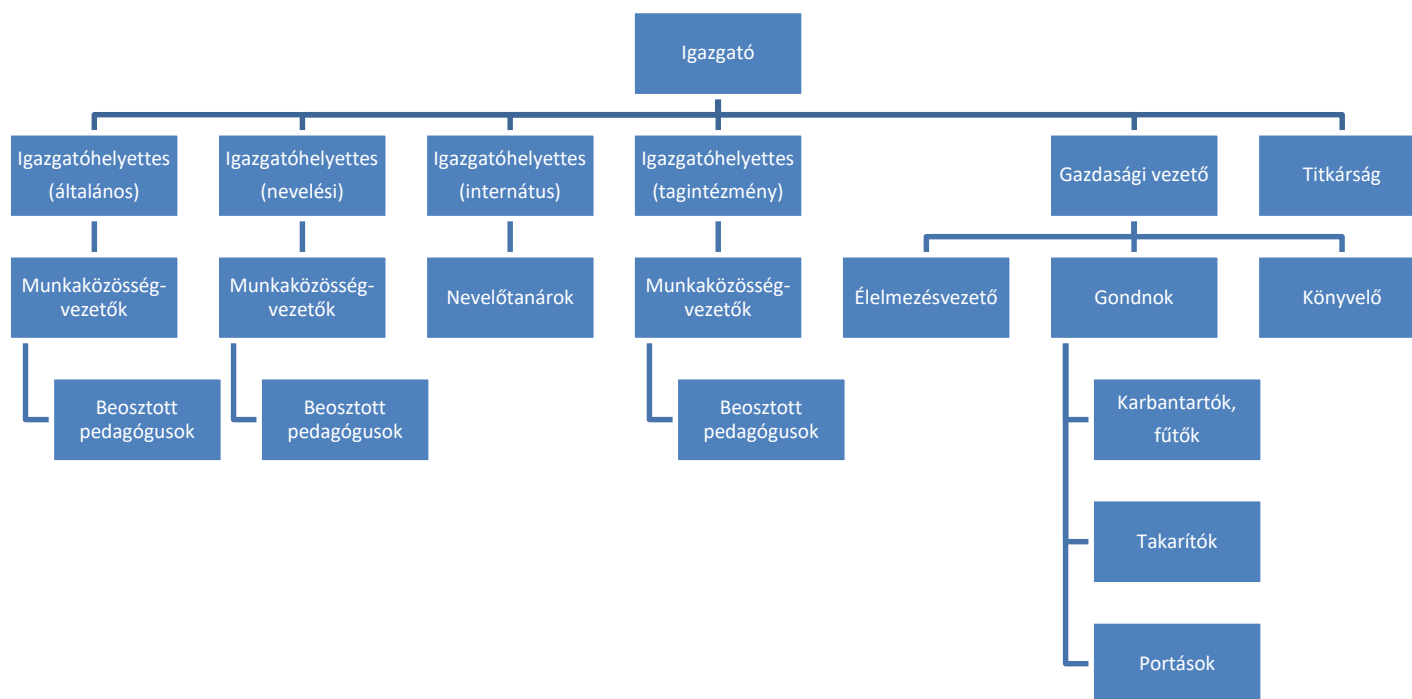 Igazgató
Igazgatóhelyettes
(általános)
Igazgatóhelyettes
(nevelési)
Igazgatóhelyettes
(internátus)
Igazgatóhelyettes
(tagintézmény)
Gazdasági vezető
Titkárság
Munkaközösség-
vezetők
Munkaközösség-
vezetők
Nevelőtanárok
Munkaközösség-
vezetők
Élelmezésvezető
Gondnok
Könyvelő
Beosztott
pedagógusok
Beosztott
pedagógusok
Beosztott
pedagógusok
Karbantartók,
fűtők
Takarítók
Portások